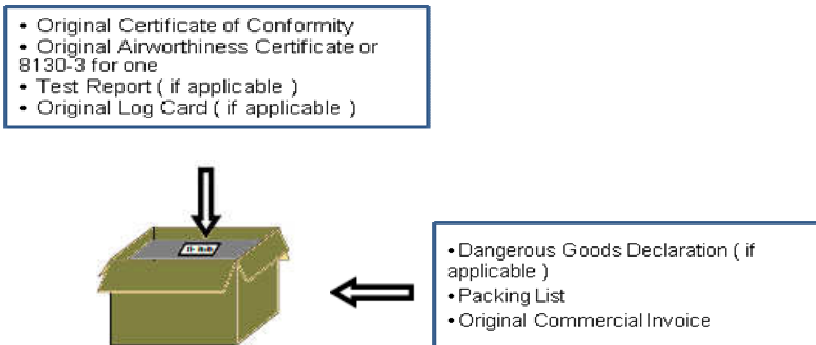 • Original Certificate of Conformity
• Original Airworthiness Certificate or
8130-3 for one
• Test Report ( if applicable )
• Original Log Card ( if applicable )
• Dangerous Goods Declaration ( if
applicable )
• Packing List
• Original Commercial Invoice